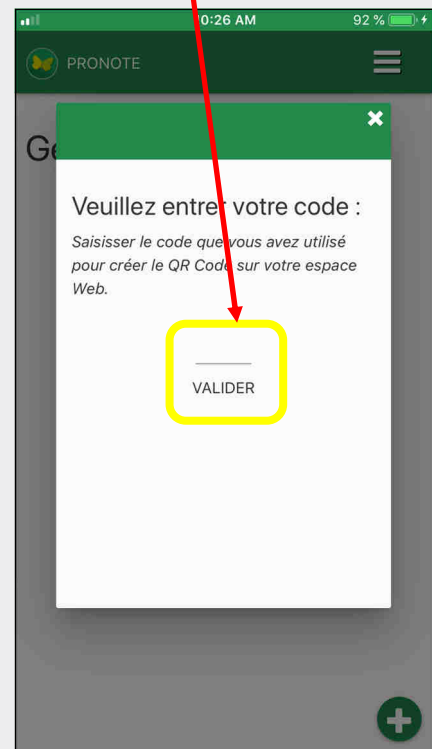 10:26 AM
92 %
PRONOTE
Ge
Veuillez entrer votre code :
Saisisser le code que vous avez utilisé
pour créer le QR Code sur votre espace
Web.
VALIDER